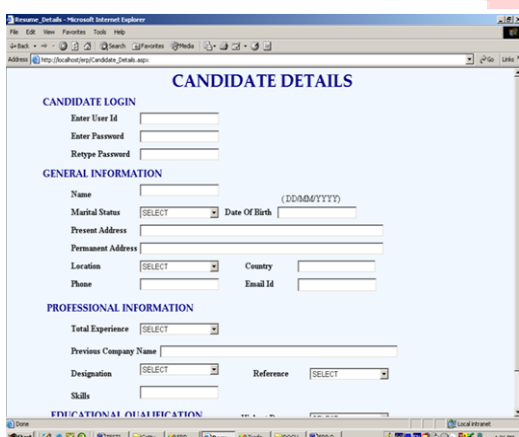 Resume_Details - Microsoft Internet Explorer
File Edit View Favorites Tools Help
Back Search Favorites Media
Address http://localhost/erp/Candidate_Details.aspx Go Links
CANDIDATE DETAILS
CANDIDATE LOGIN
Enter User Id
Enter Password
Retype Password
GENERAL INFORMATION
Name
(DD/MM/YYYY)
Marital Status SELECT Date Of Birth
Present Address
Permanent Address
Location SELECT Country
Phone Email Id
PROFESSIONAL INFORMATION
Total Experience SELECT
Previous Company Name
Designation SELECT Reference SELECT
Skills
EDUCATIONAL QUALIFICATION
Done Local intranet